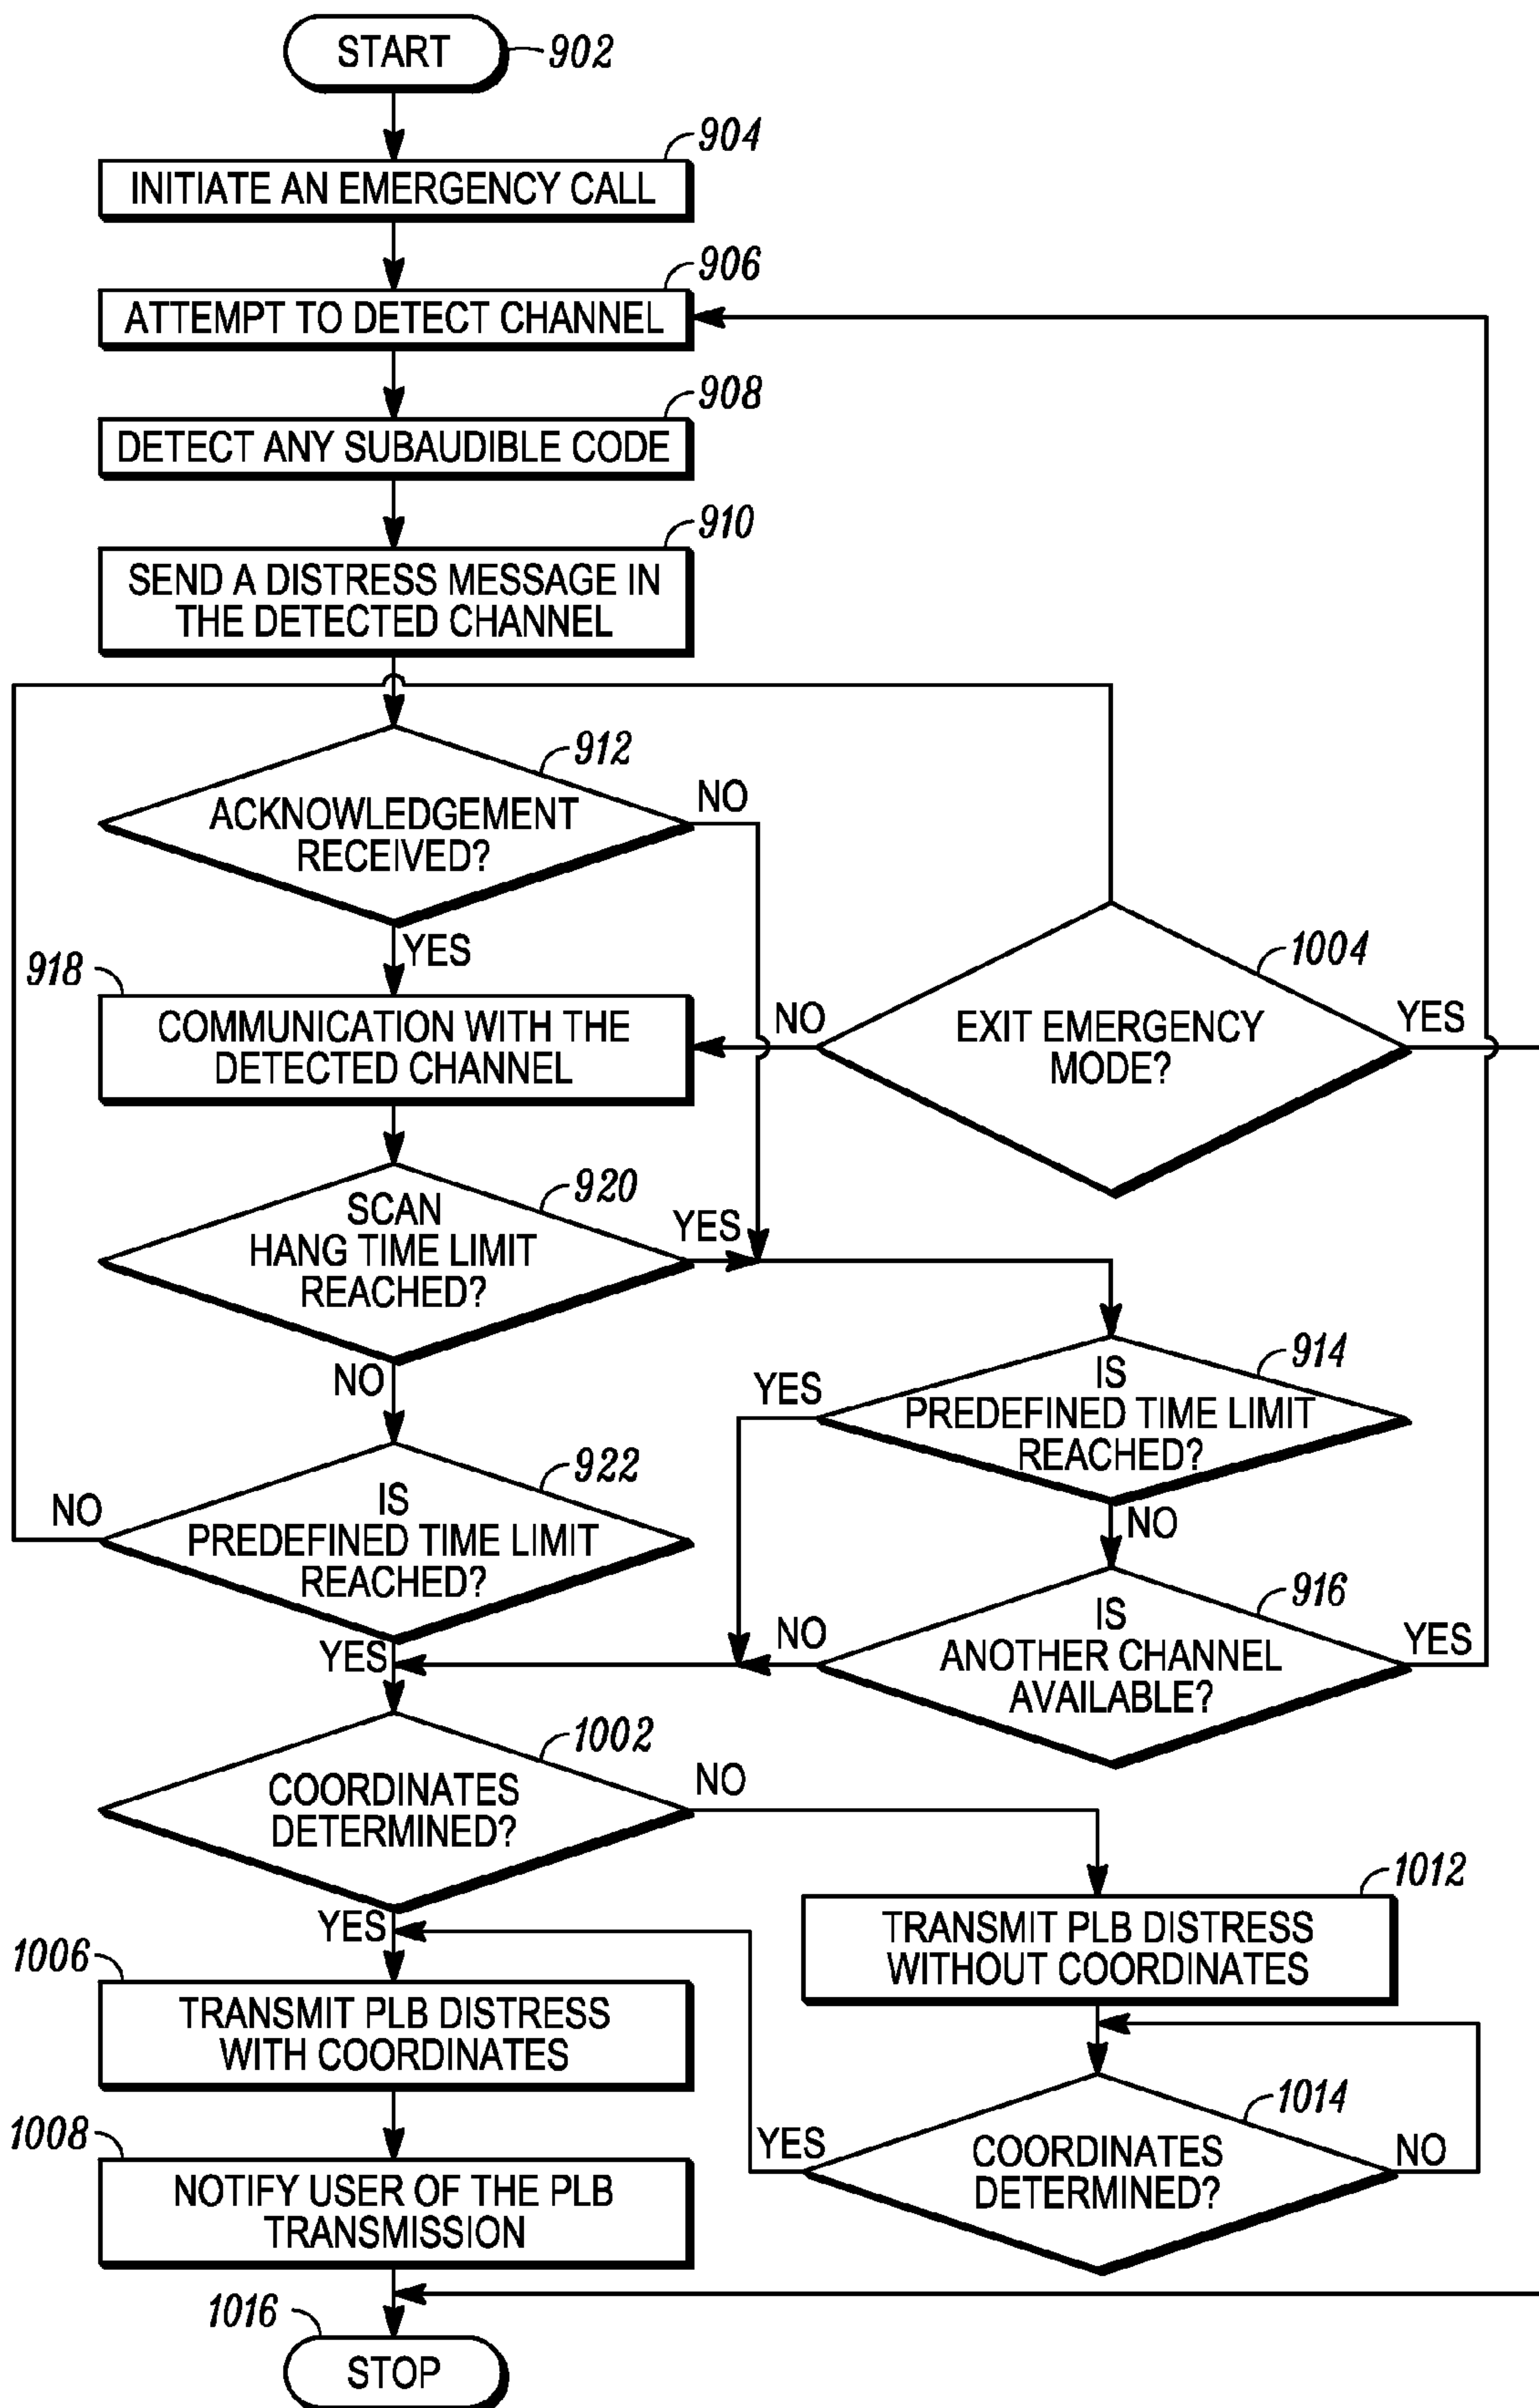 START
902
904
INITIATE AN EMERGENCY CALL
906
ATTEMPT TO DETECT CHANNEL
908
DETECT ANY SUBAUDIBLE CODE
910
SEND A DISTRESS MESSAGE IN
THE DETECTED CHANNEL
912
NO
ACKNOWLEDGEMENT
RECEIVED?
YES
918
COMMUNICATION WITH THE
DETECTED CHANNEL
1004
NO
EXIT EMERGENCY
MODE?
YES
920
SCAN
HANG TIME LIMIT
REACHED?
YES
NO
914
YES
IS
PREDEFINED TIME LIMIT
REACHED?
NO
922
NO
IS
PREDEFINED TIME LIMIT
REACHED?
YES
916
NO
IS
ANOTHER CHANNEL
AVAILABLE?
YES
1002
NO
COORDINATES
DETERMINED?
YES
1012
TRANSMIT PLB DISTRESS
WITHOUT COORDINATES
1006
TRANSMIT PLB DISTRESS
WITH COORDINATES
1014
YES
COORDINATES
DETERMINED?
NO
1008
NOTIFY USER OF THE PLB
TRANSMISSION
1016
STOP